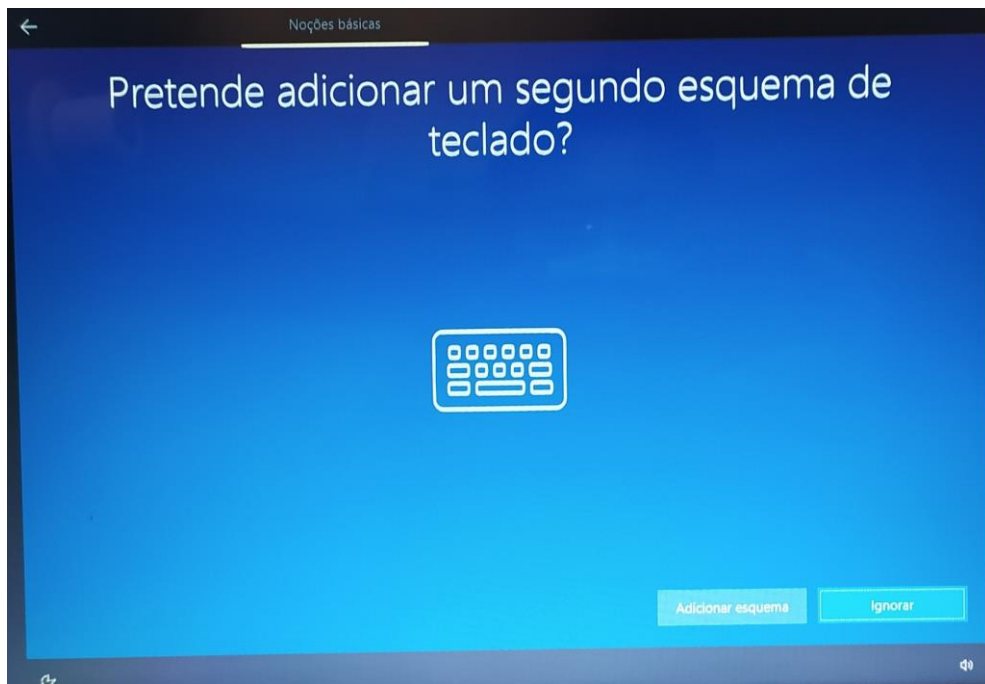 Noções básicas
Pretende adicionar um segundo esquema de
teclado?
Adicionar esquema
Ignorar